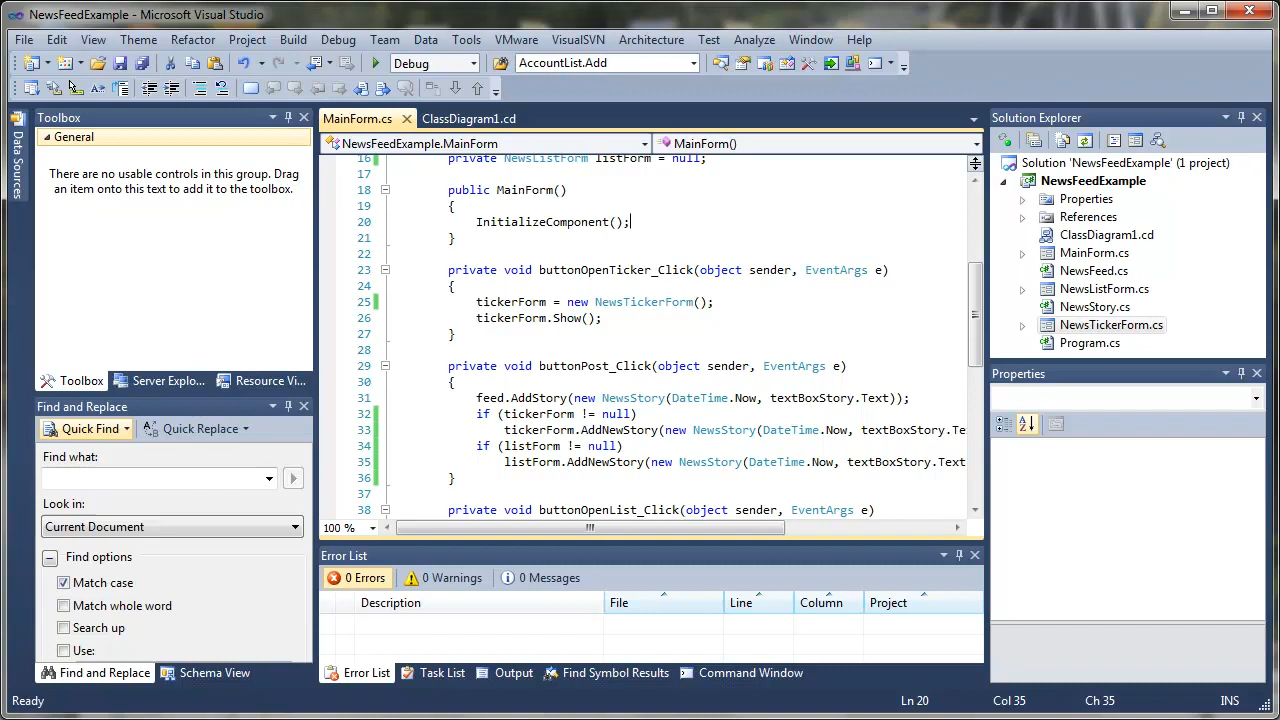 NewsFeedExample - Microsoft Visual Studio
File Edit View Theme Refactor Project Build Debug Team Data Tools VMware VisualSVN Architecture Test Analyze Window Help
Debug AccountList.Add
Data Sources
Toolbox
General
There are no usable controls in this group. Drag
an item onto this text to add it to the toolbox.
Toolbox Server Explo... Resource Vi...
Find and Replace
Quick Find Quick Replace
Find what:
Look in:
Current Document
Find options
Match case
Match whole word
Search up
Use:
Find and Replace Schema View
MainForm.cs ClassDiagram1.cd
NewsFeedExample.MainForm MainForm()
16 private NewsListForm listForm = null;
17
18 public MainForm()
19 {
20 InitializeComponent();
21 }
22
23 private void buttonOpenTicker_Click(object sender, EventArgs e)
24 {
25 tickerForm = new NewsTickerForm();
26 tickerForm.Show();
27 }
28
29 private void buttonPost_Click(object sender, EventArgs e)
30 {
31 feed.AddStory(new NewsStory(DateTime.Now, textBoxStory.Text));
32 if (tickerForm != null)
33 tickerForm.AddNewStory(new NewsStory(DateTime.Now, textBoxStory.Te
34 if (listForm != null)
35 listForm.AddNewStory(new NewsStory(DateTime.Now, textBoxStory.Text
36 }
37
38 private void buttonOpenList_Click(object sender, EventArgs e)
100 %
Error List
0 Errors 0 Warnings 0 Messages
Description File Line Column Project
Error List Task List Output Find Symbol Results Command Window
Solution Explorer
Solution 'NewsFeedExample' (1 project)
NewsFeedExample
Properties
References
ClassDiagram1.cd
MainForm.cs
NewsFeed.cs
NewsListForm.cs
NewsStory.cs
NewsTickerForm.cs
Program.cs
Properties
Ready Ln 20 Col 35 Ch 35 INS